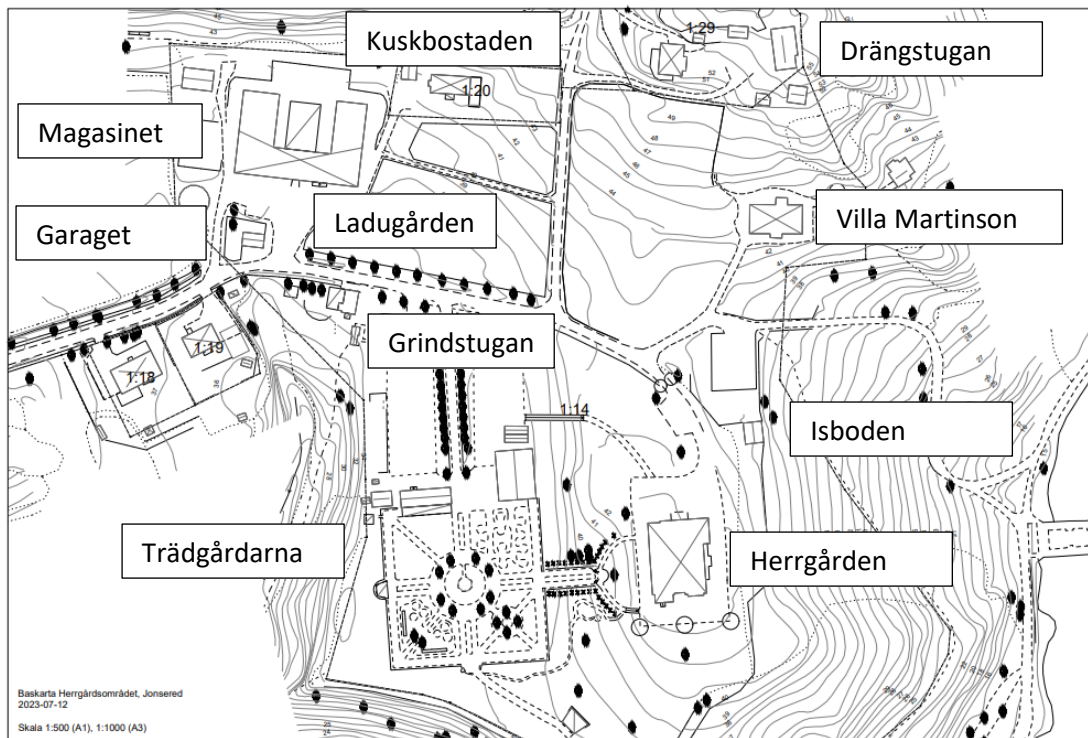 Kuskbostaden
1:29
Drängstugan
1:20
Magasinet
Garaget
Ladugården
Villa Martinson
Grindstugan
1:19
1:18
1:14
Isboden
Trädgårdarna
Herrgården
Baskarta Herrgårdsområdet, Jonsered
2023-07-12
Skala 1:500 (A1), 1:1000 (A3)